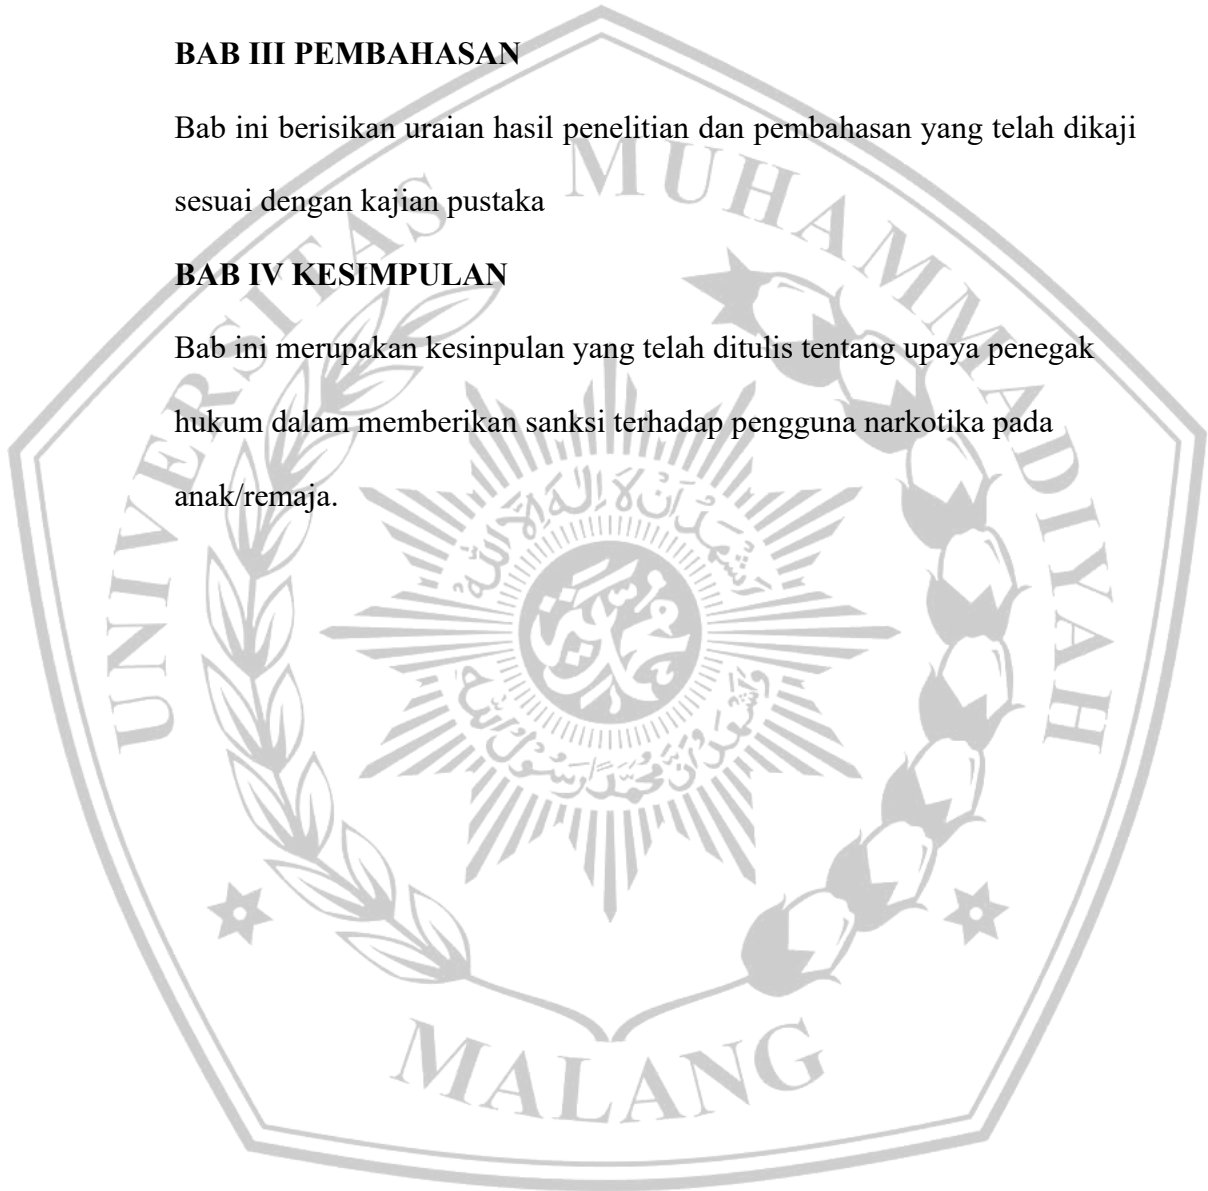 BAB III PEMBAHASAN
Bab ini berisikan uraian hasil penelitian dan pembahasan yang telah dikaji
sesuai dengan kajian pustaka
BAB IV KESIMPULAN
Bab ini merupakan kesinpulan yang telah ditulis tentang upaya penegak
hukum dalam memberikan sanksi terhadap pengguna narkotika pada
anak/remaja.
UNIVERSITAS MUHAMMADIYAH
MALANG